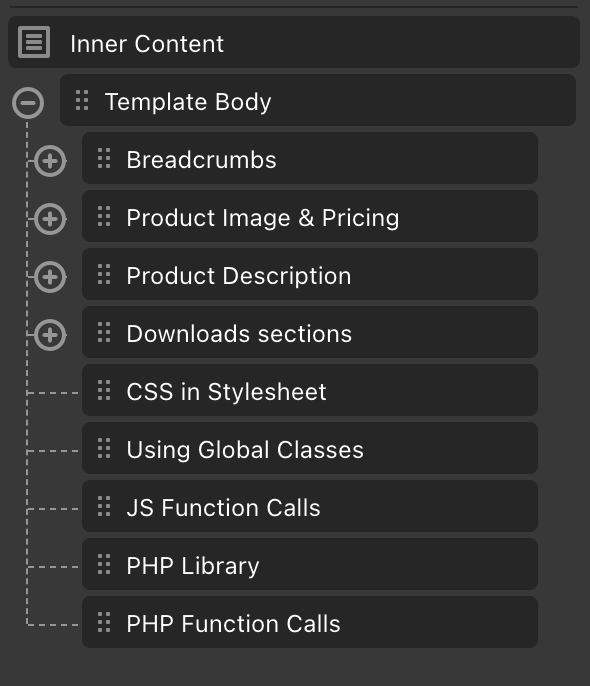 Inner Content
Template Body
Breadcrumbs
Product Image & Pricing
Product Description
Downloads sections
CSS in Stylesheet
Using Global Classes
JS Function Calls
PHP Library
PHP Function Calls